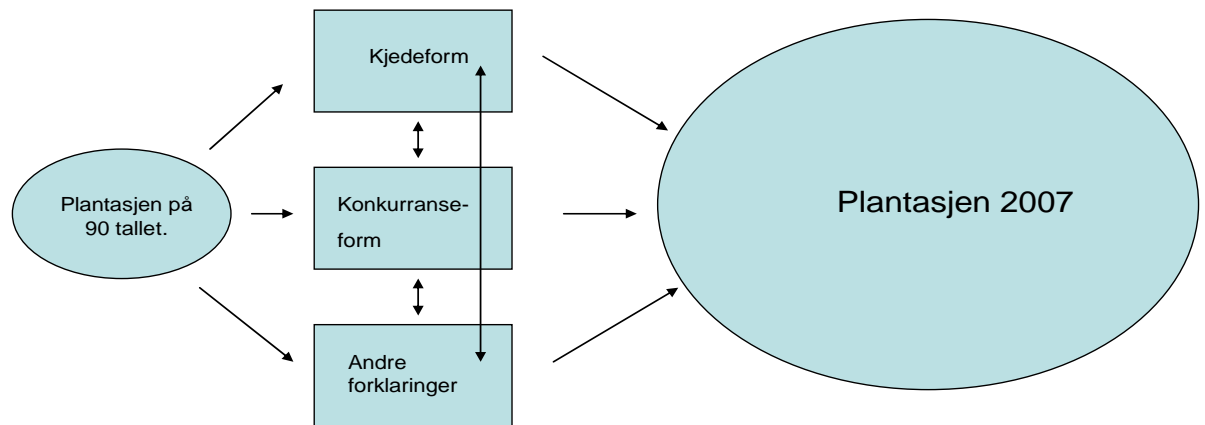 Plantasjen på
90 tallet.
Kjedeform
Konkurranse-
form
Andre
forklaringer
Plantasjen 2007